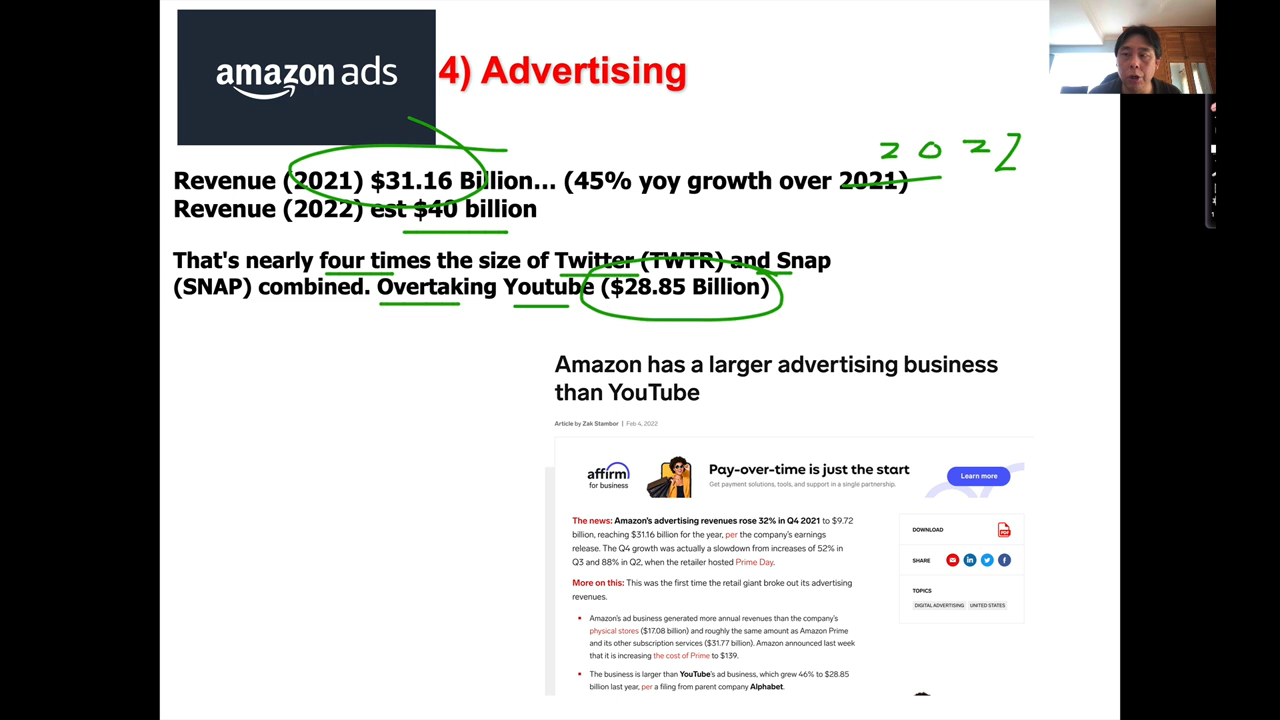 amazon ads
4) Advertising
2022
Revenue (2021) $31.16 Billion... (45% yoy growth over 2021)
Revenue (2022) est $40 billion
That's nearly four times the size of Twitter (TWTR) and Snap
(SNAP) combined. Overtaking Youtube ($28.85 Billion)
Amazon has a larger advertising business
than YouTube
Article by Zak Stambor | Feb 4, 2022
affirm
for business
Pay-over-time is just the start
Get payment solutions, tools, and support in a single partnership.
Learn more
The news: Amazon's advertising revenues rose 32% in Q4 2021 to $9.72
billion, reaching $31.16 billion for the year, per the company's earnings
release. The Q4 growth was actually a slowdown from increases of 52% in
Q3 and 88% in Q2, when the retailer hosted Prime Day.
More on this: This was the first time the retail giant broke out its advertising
revenues.
Amazon's ad business generated more annual revenues than the company's
physical stores ($17.08 billion) and roughly the same amount as Amazon Prime
and its other subscription services ($31.77 billion). Amazon announced last week
that it is increasing the cost of Prime to $139.
The business is larger than YouTube's ad business, which grew 46% to $28.85
billion last year, per a filing from parent company Alphabet.
DOWNLOAD
PDF
SHARE
TOPICS
DIGITAL ADVERTISING UNITED STATES